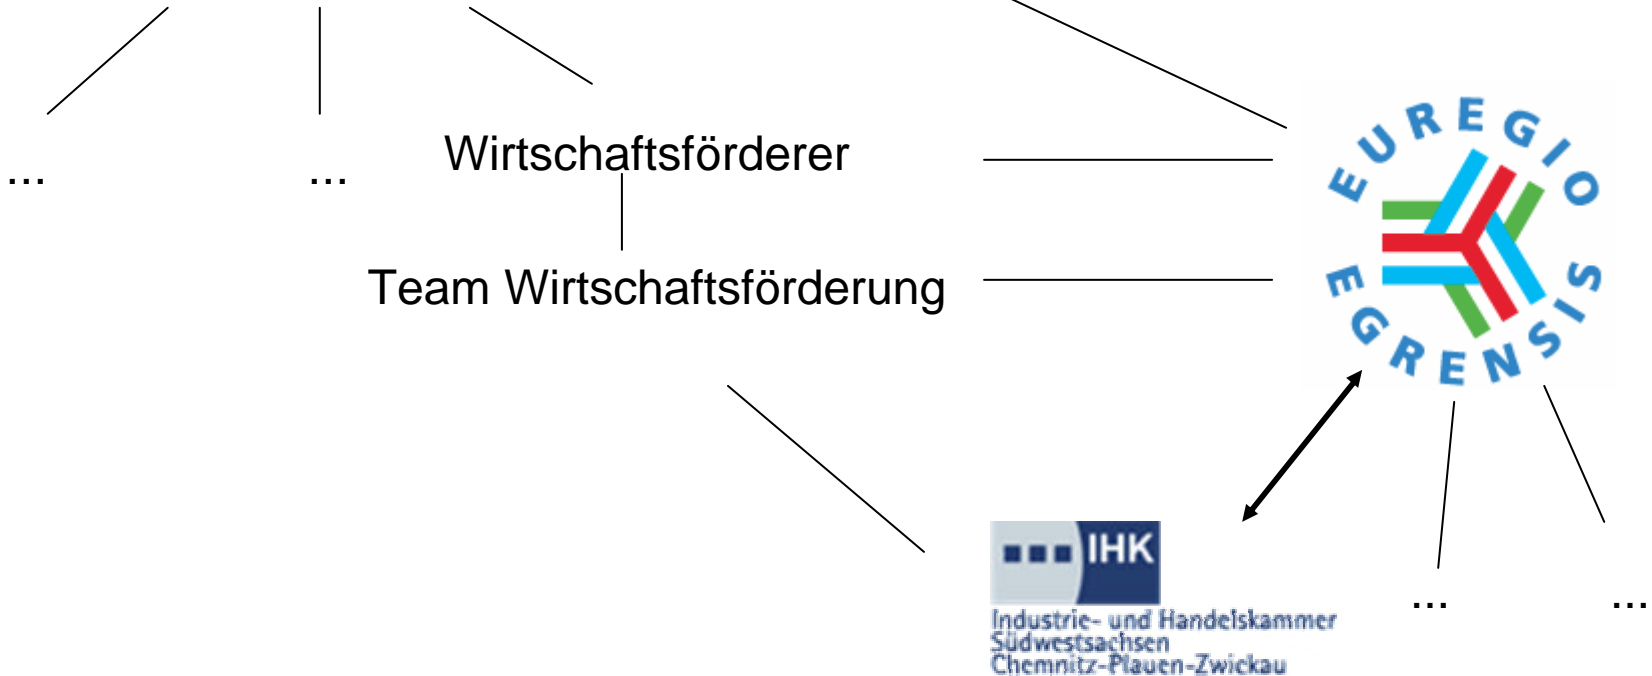 ...
...
Wirtschaftsförderer
Team Wirtschaftsförderung
EUREGIO
EGRENSIS
IHK
Industrie- und Handelskammer
Südwestsachsen
Chemnitz-Plauen-Zwickau
...
...